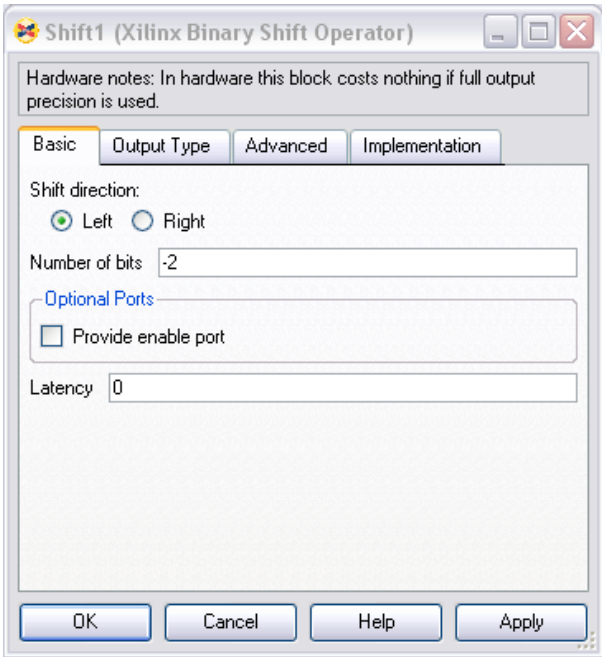 Shift1 (Xilinx Binary Shift Operator)
Hardware notes: In hardware this block costs nothing if full output
precision is used.
Basic Output Type Advanced Implementation
Shift direction:
Left Right
Number of bits -2
Optional Ports
Provide enable port
Latency 0
OK Cancel Help Apply